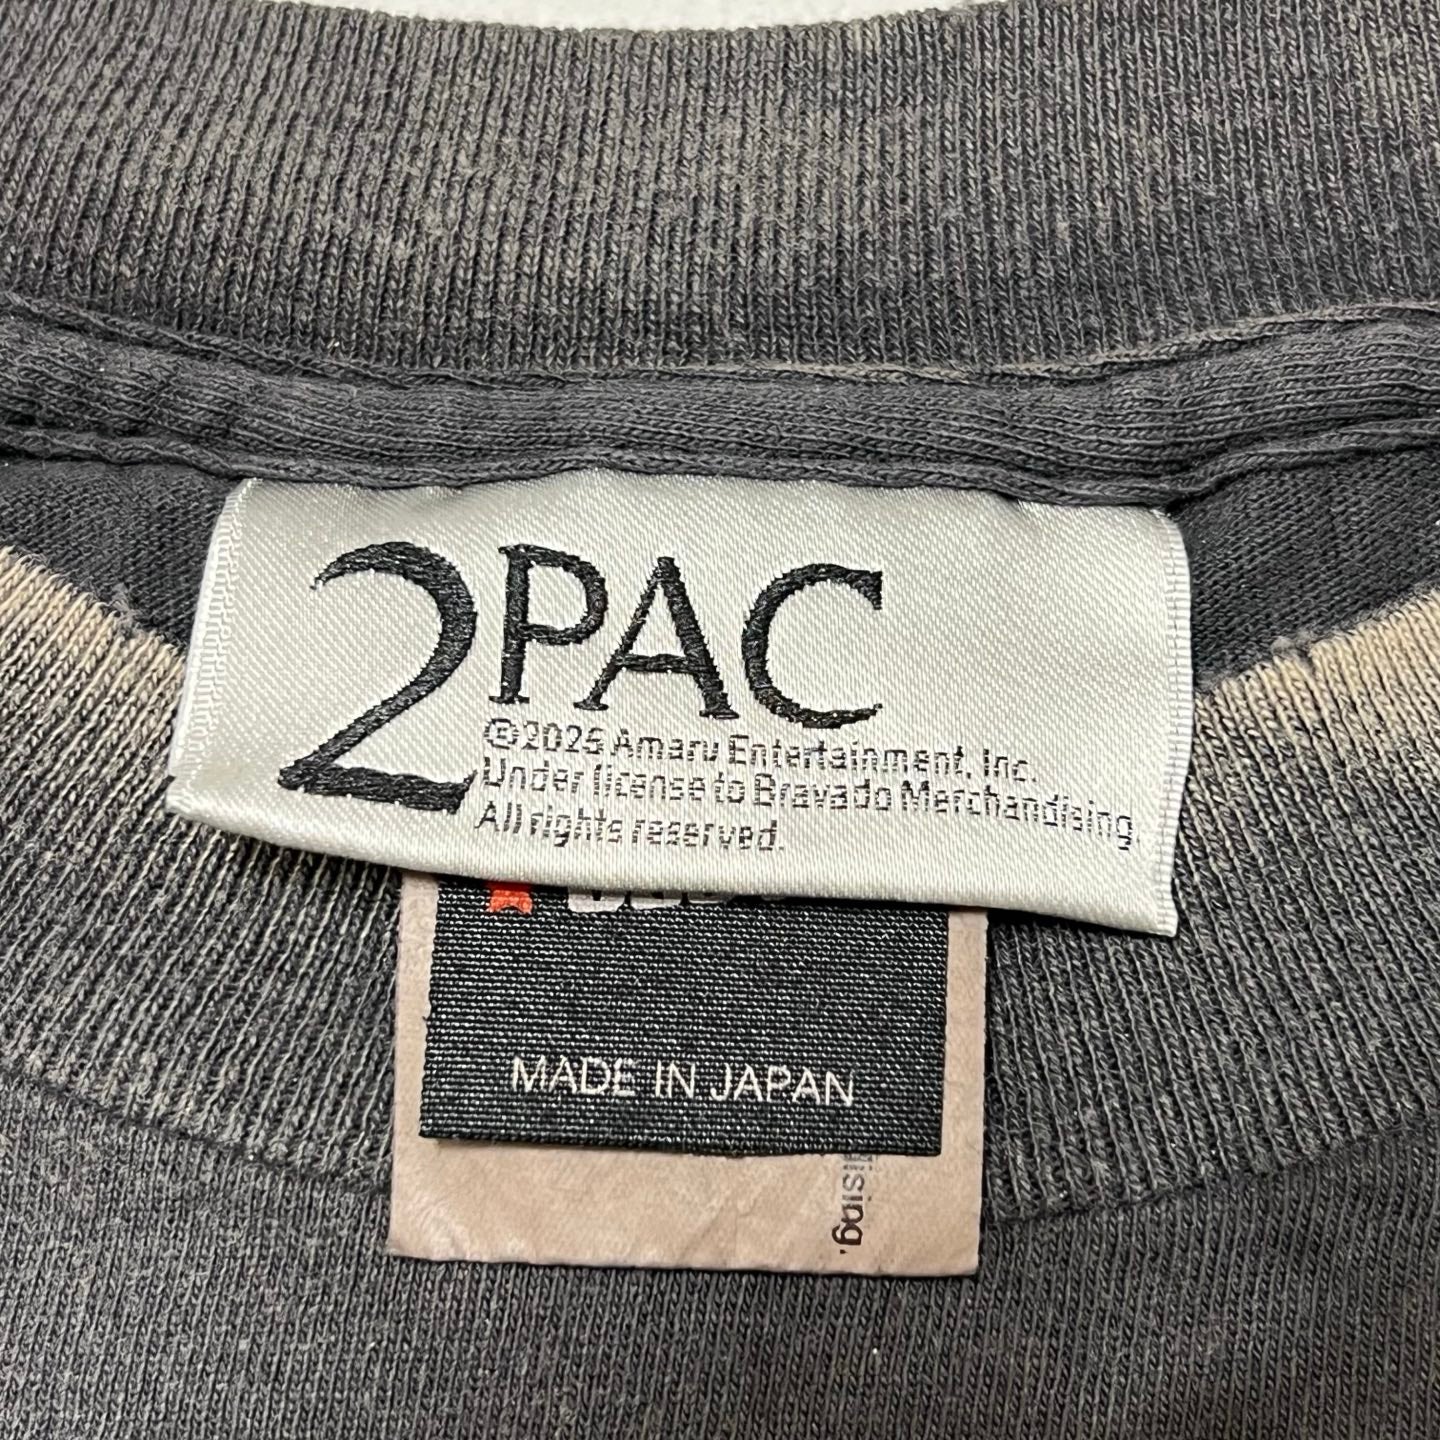 2PAC
©2025 Amaru Entertainment, Inc.
Under license to Bravado Merchandising.
All rights reserved.
MADE IN JAPAN